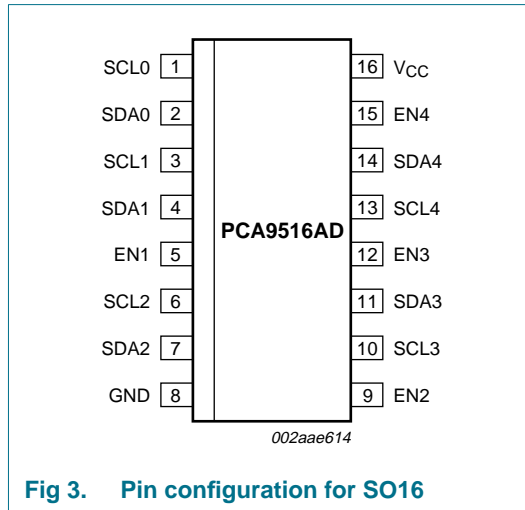 SCL0 1 16 VCC
SDA0 2 15 EN4
SCL1 3 14 SDA4
SDA1 4 13 SCL4
PCA9516AD
EN1 5 12 EN3
SCL2 6 11 SDA3
SDA2 7 10 SCL3
GND 8 9 EN2
002aae614
Fig 3. Pin configuration for SO16